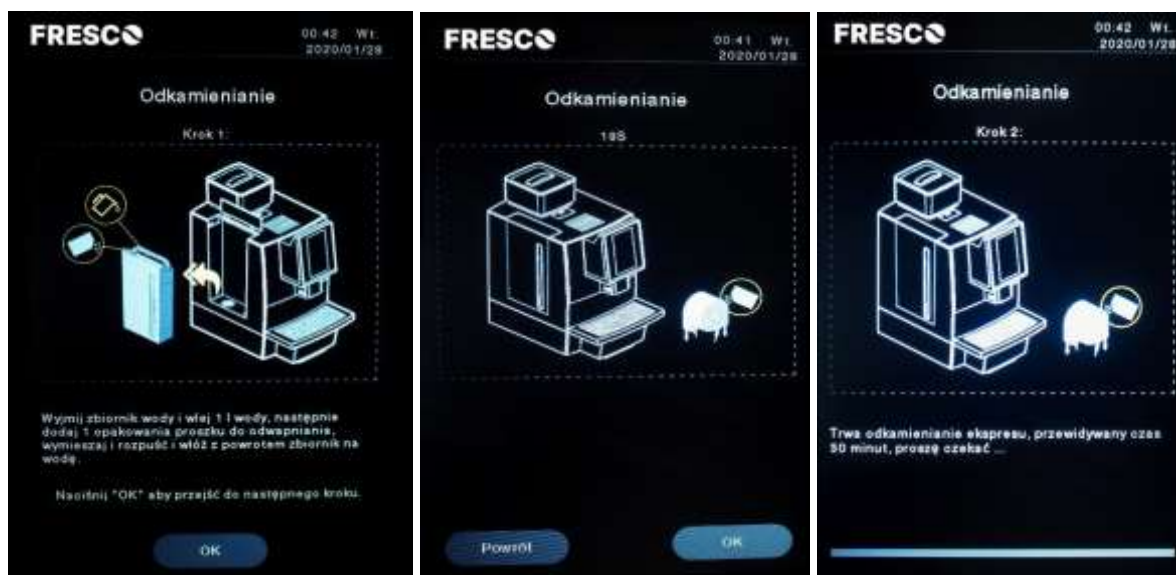 FRESCO
00:42 Wt.
2020/01/28
Odkamienianie
Krok 1:
Wyjmij zbiornik wody i wlej 1 l wody, następnie
dodaj 1 opakowania proszku do odwapniania,
wymieszaj i rozpuść i włóż z powrotem zbiornik na
wodę.
Naciśnij "OK" aby przejść do następnego kroku.
OK
FRESCO
00:41 Wt.
2020/01/28
Odkamienianie
Powrót
OK
FRESCO
00:42 Wt.
2020/01/28
Odkamienianie
Krok 2:
Trwa odkamienianie ekspresu, przewidywany czas
minut, proszę czekać ...